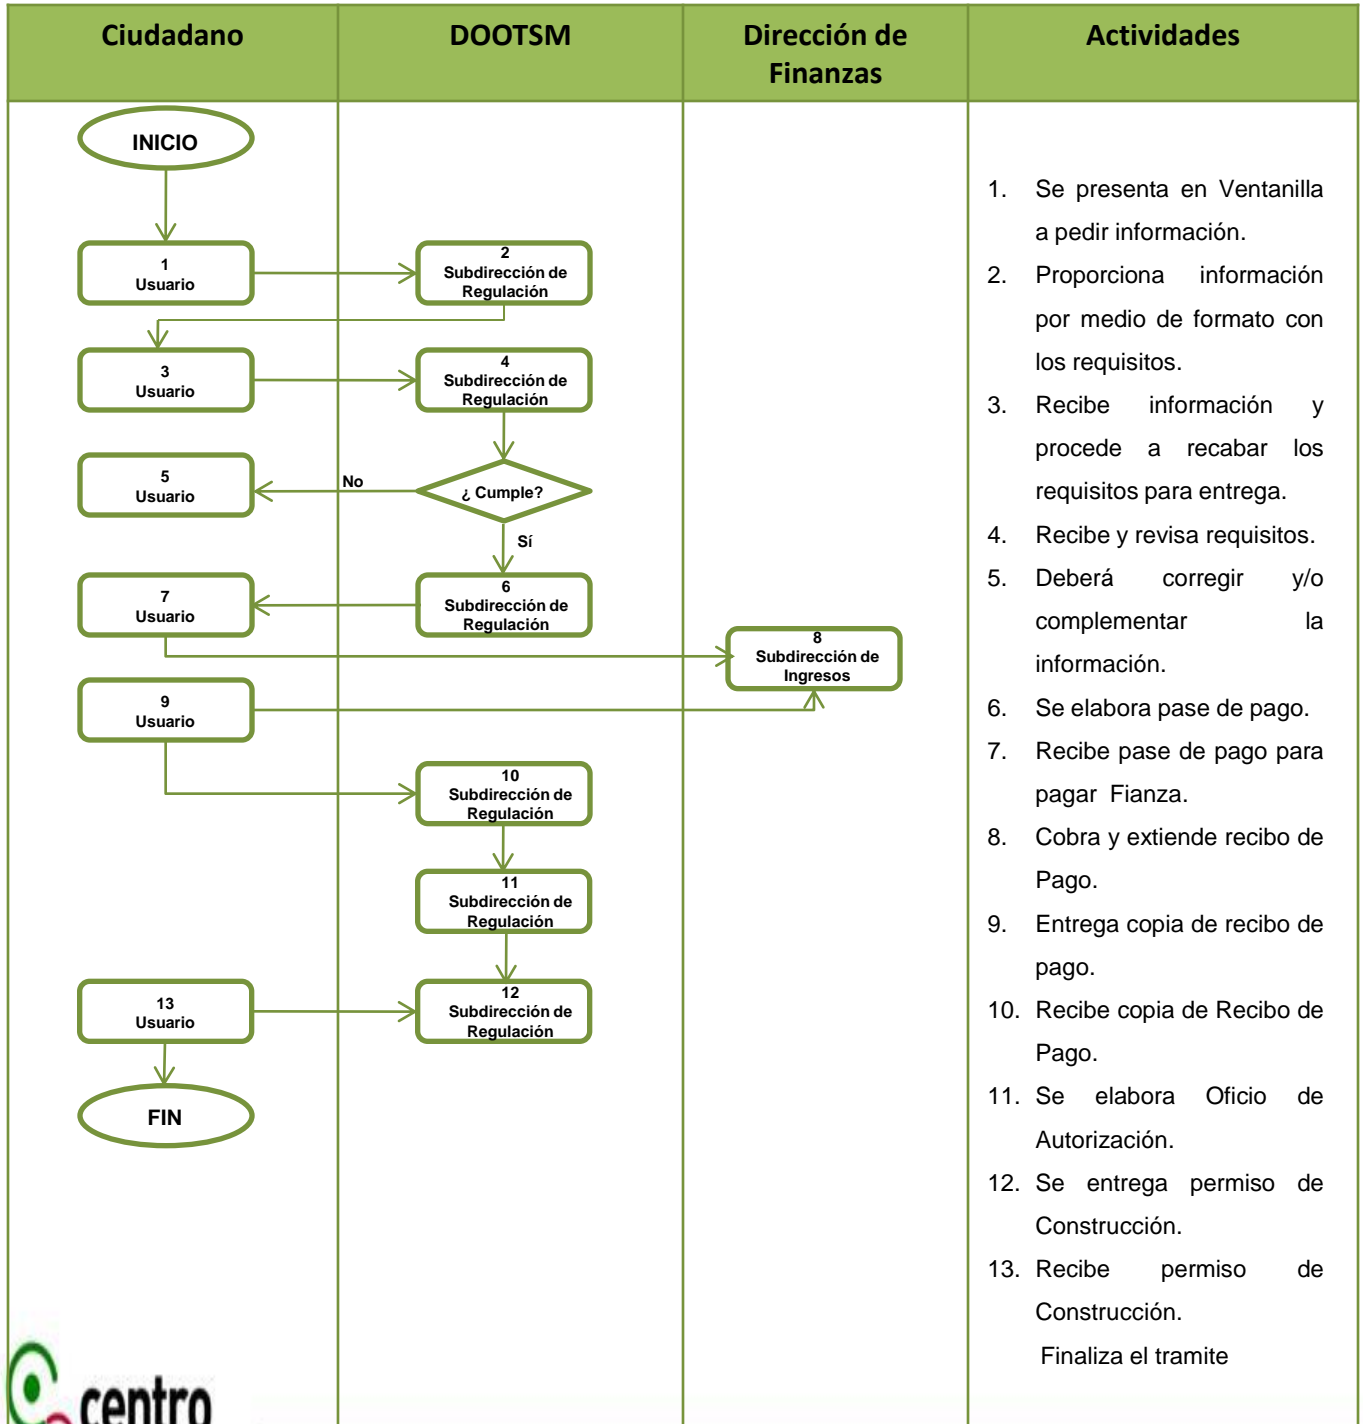 Ciudadano
DOOTSM
Dirección de
Finanzas
Actividades
INICIO
1
Usuario
2
Subdirección de
Regulación
3
Usuario
4
Subdirección de
Regulación
5
Usuario
No
¿ Cumple?
Sí
6
Subdirección de
Regulación
7
Usuario
8
Subdirección de
Ingresos
9
Usuario
10
Subdirección de
Regulación
11
Subdirección de
Regulación
12
Subdirección de
Regulación
13
Usuario
FIN
1. Se presenta en Ventanilla
a pedir información.
2. Proporciona información
por medio de formato con
los requisitos.
3. Recibe información y
procede a recabar los
requisitos para entrega.
4. Recibe y revisa requisitos.
5. Deberá corregir y/o
complementar la
información.
6. Se elabora pase de pago.
7. Recibe pase de pago para
pagar Fianza.
8. Cobra y extiende recibo de
Pago.
9. Entrega copia de recibo de
pago.
10. Recibe copia de Recibo de
Pago.
11. Se elabora Oficio de
Autorización.
12. Se entrega permiso de
Construcción.
13. Recibe permiso de
Construcción.
Finaliza el tramite
centro